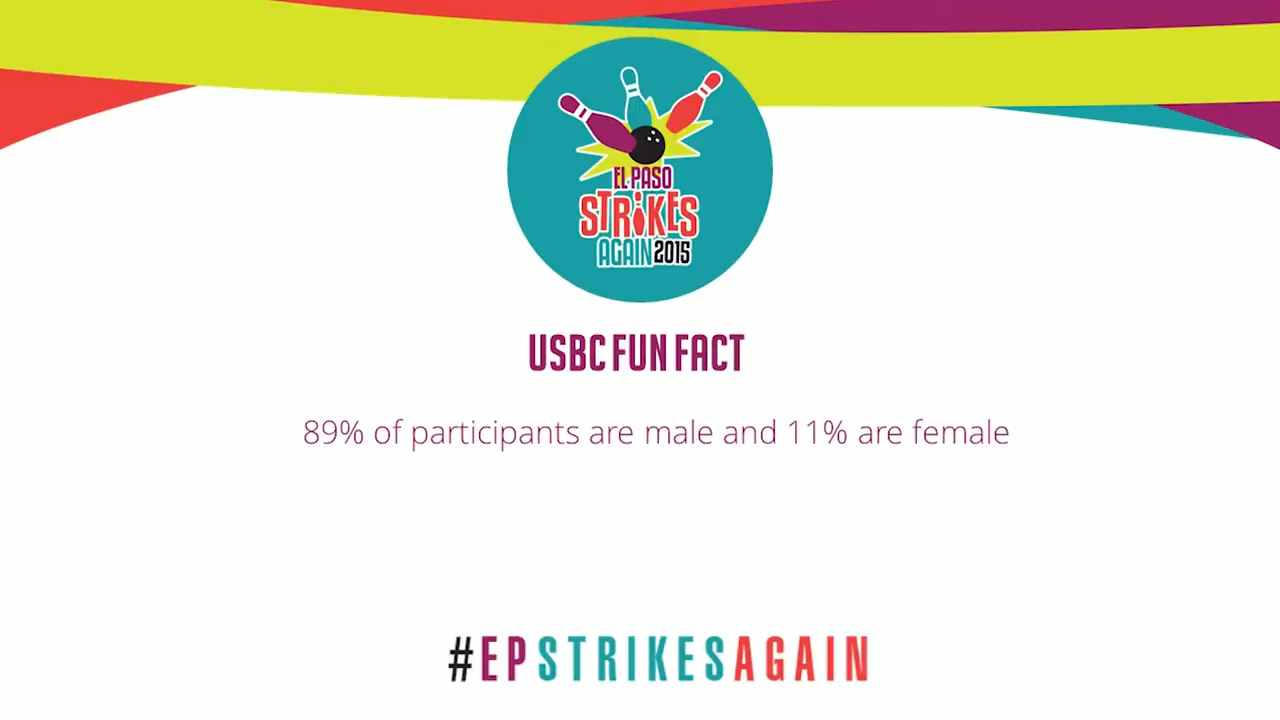 EL PASO
STRIKES
AGAIN 2015
USBC FUN FACT
89% of participants are male and 11% are female
#EPSTRIKESAGAIN